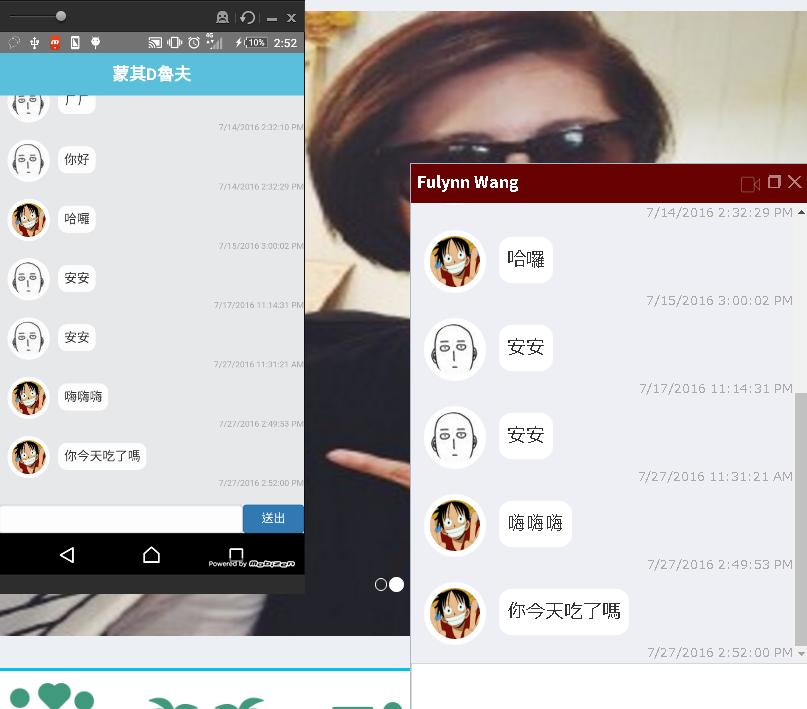 10%
2:52
蒙其D魯夫
厂厂
7/14/2016 2:32:10 PM
你好
7/14/2016 2:32:29 PM
哈囉
7/15/2016 3:00:02 PM
安安
7/17/2016 11:14:31 PM
安安
7/27/2016 11:31:21 AM
嗨嗨嗨
7/27/2016 2:49:53 PM
你今天吃了嗎
7/27/2016 2:52:00 PM
送出
Powered by Mobizen
Fulynn Wang
7/14/2016 2:32:29 PM
哈囉
7/15/2016 3:00:02 PM
安安
7/17/2016 11:14:31 PM
安安
7/27/2016 11:31:21 AM
嗨嗨嗨
7/27/2016 2:49:53 PM
你今天吃了嗎
7/27/2016 2:52:00 PM